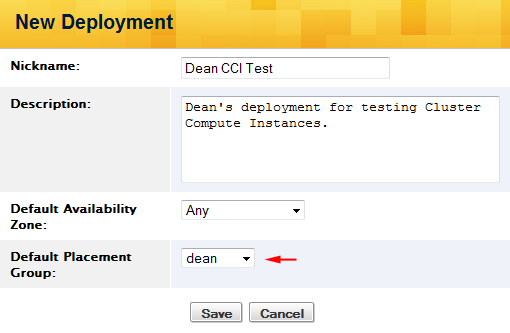 New Deployment
Nickname:
Dean CCI Test
Description:
Dean's deployment for testing Cluster
Compute Instances.
Default Availability
Zone:
Any
Default Placement
Group:
dean
Save
Cancel